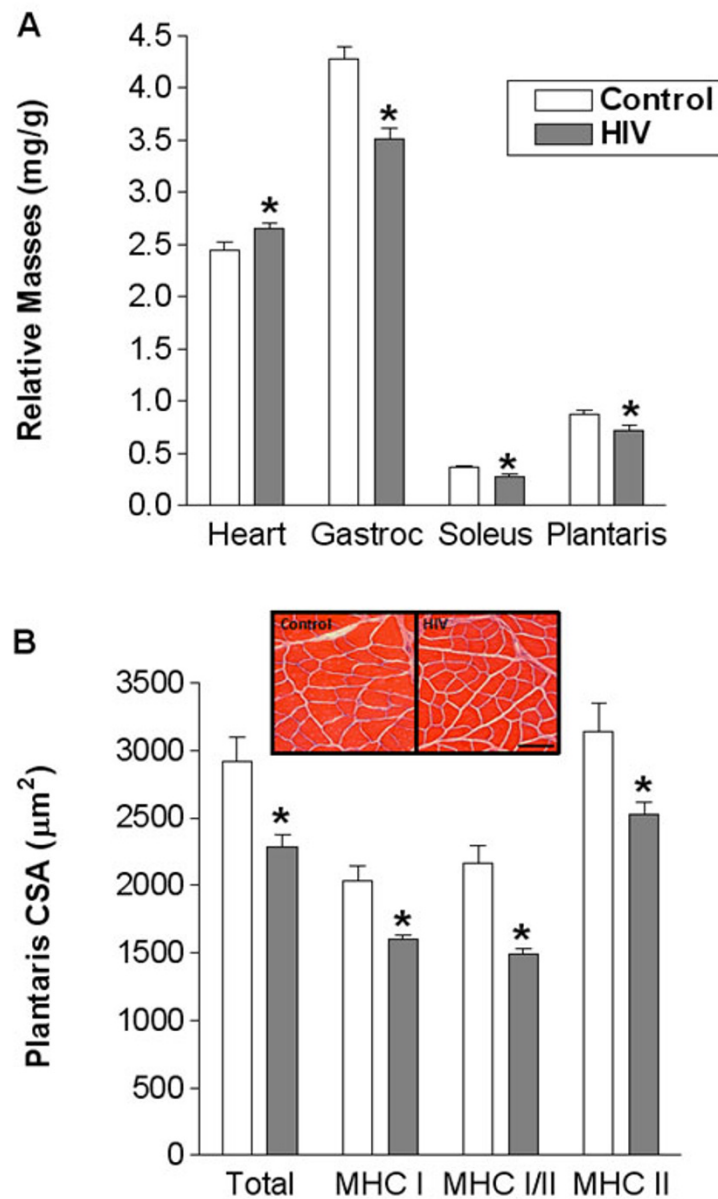 A
Relative Masses (mg/g)
4.5
4.0
3.5
3.0
2.5
2.0
1.5
1.0
0.5
0.0
Control
HIV
*
*
*
*
Heart Gastroc Soleus Plantaris
B
Plantaris CSA (μm²)
Control HIV
3500
3000
2500
2000
1500
1000
500
0
*
*
*
*
Total MHC I MHC I/II MHC II